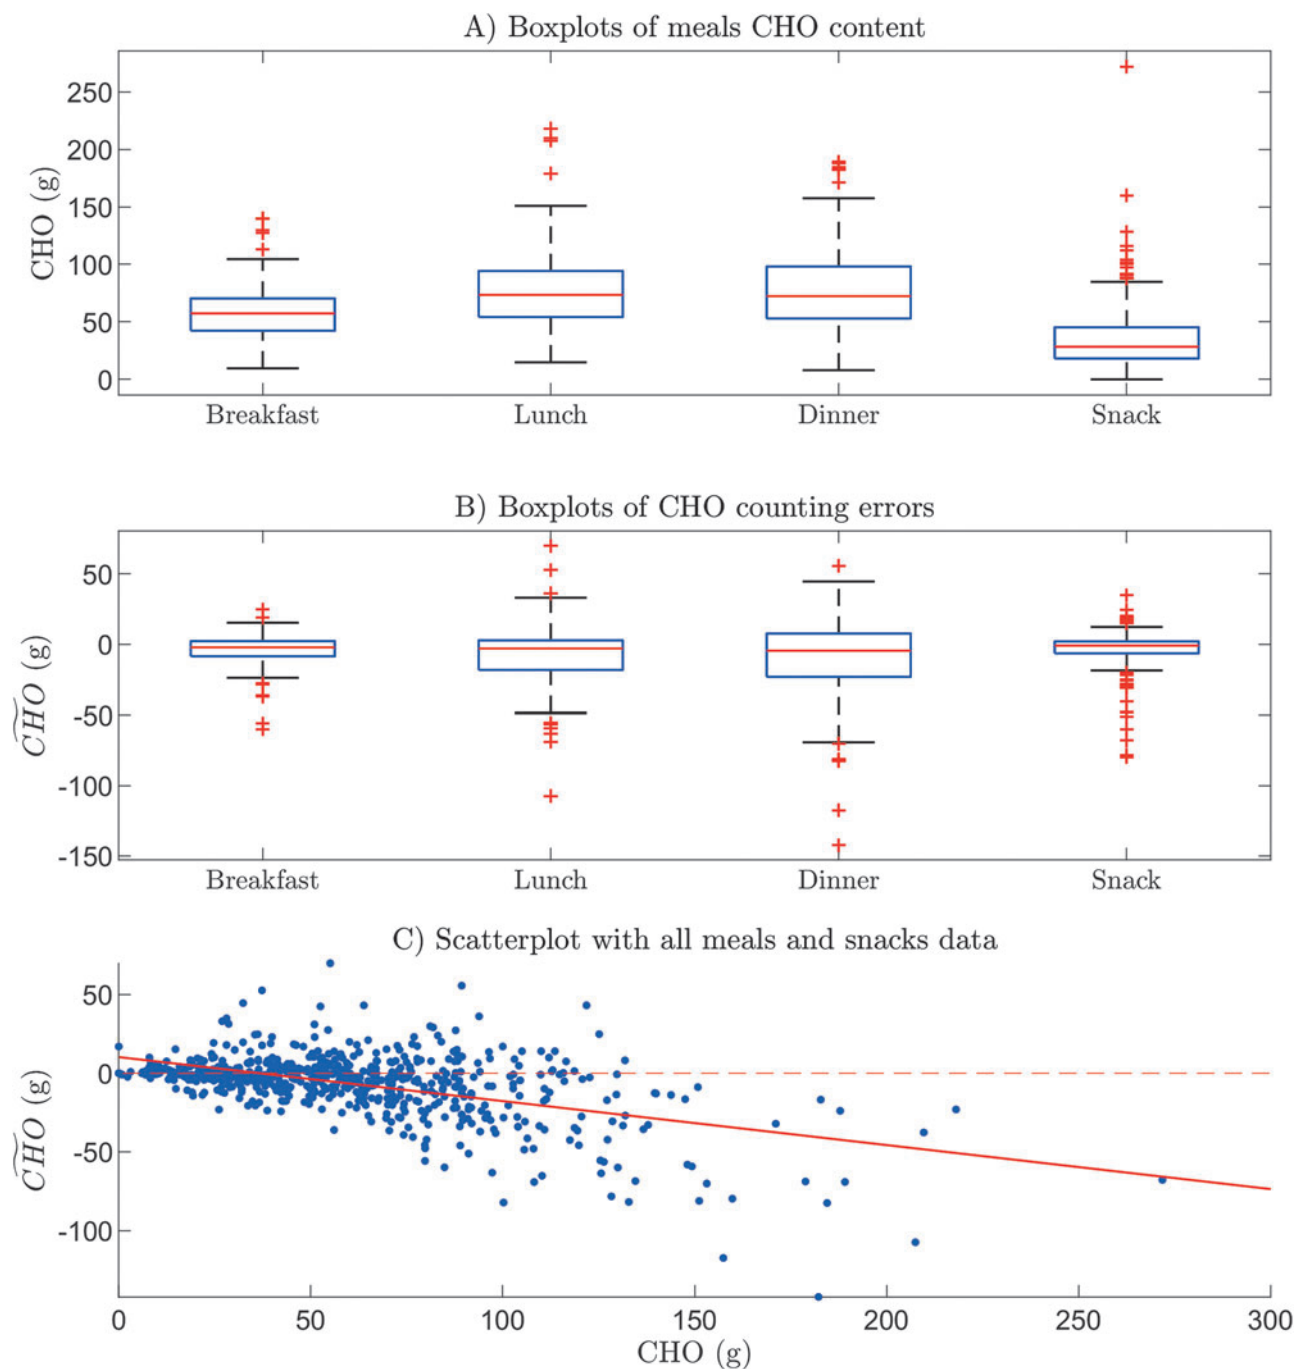 A) Boxplots of meals CHO content
250
200
150
100
50
0
CHO (g)
Breakfast Lunch Dinner Snack
B) Boxplots of CHO counting errors
50
0
-50
-100
-150
C͠HO (g)
Breakfast Lunch Dinner Snack
C) Scatterplot with all meals and snacks data
50
0
-50
-100
C͠HO (g)
0 50 100 150 200 250 300
CHO (g)